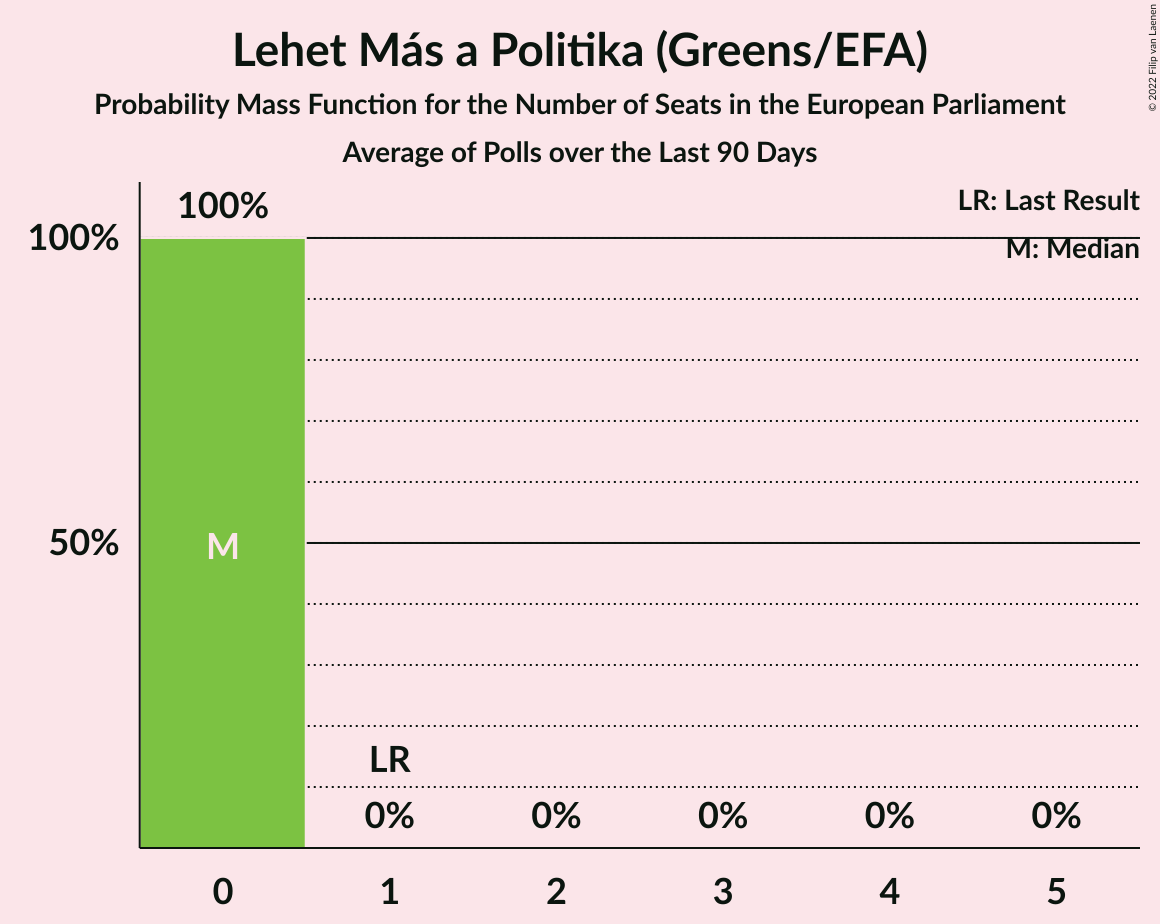 Lehet Más a Politika (Greens/EFA)
Probability Mass Function for the Number of Seats in the European Parliament
Average of Polls over the Last 90 Days
© 2022 Filip van Laenen
LR: Last Result
M: Median
100%
100%
50%
M
LR
0% 0% 0% 0% 0%
0 1 2 3 4 5